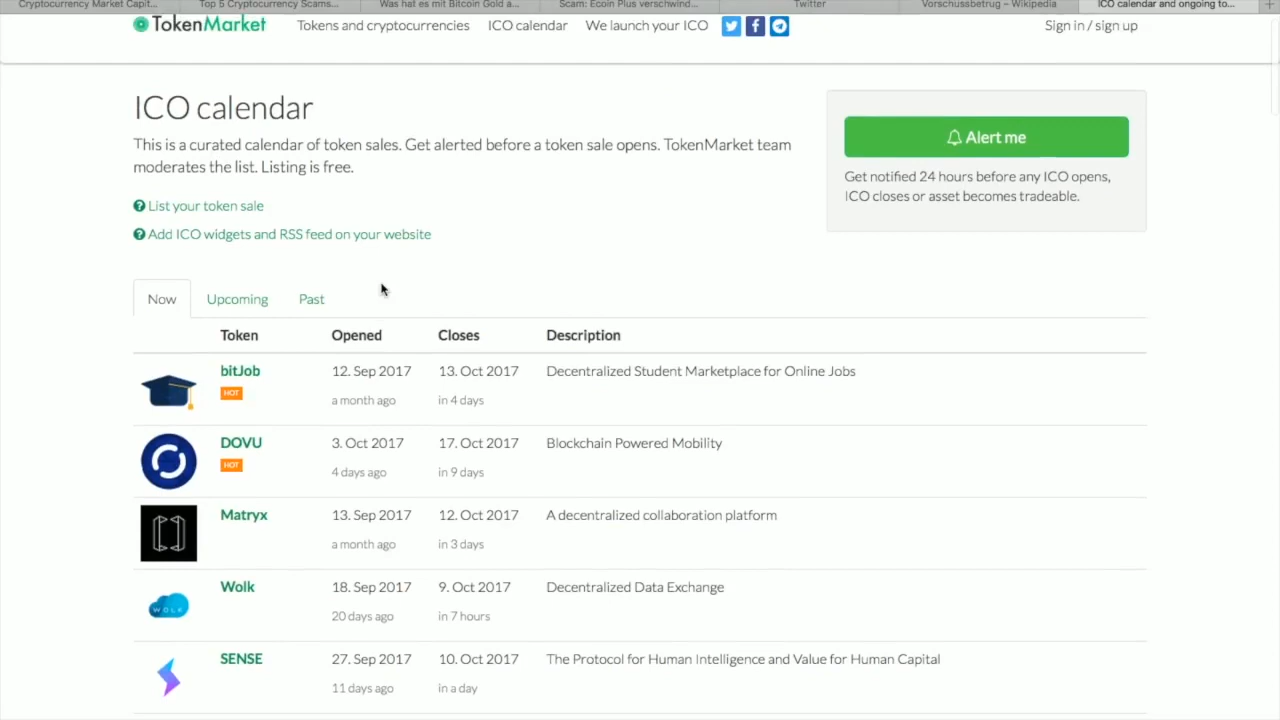 Cryptocurrency Market Capit... Top 5 Cryptocurrency Scams... Was hat es mit Bitcoin Gold a... Scam: Ecoin Plus verschwind... Twitter Vorschussbetrug – Wikipedia ICO calendar and ongoing to...
TokenMarket Tokens and cryptocurrencies ICO calendar We launch your ICO Sign in / sign up
ICO calendar
This is a curated calendar of token sales. Get alerted before a token sale opens. TokenMarket team
moderates the list. Listing is free.
List your token sale
Add ICO widgets and RSS feed on your website
Alert me
Get notified 24 hours before any ICO opens,
ICO closes or asset becomes tradeable.
Now Upcoming Past
Token Opened Closes Description
bitJob 12. Sep 2017 13. Oct 2017 Decentralized Student Marketplace for Online Jobs
HOT a month ago in 4 days
DOVU 3. Oct 2017 17. Oct 2017 Blockchain Powered Mobility
HOT 4 days ago in 9 days
Matryx 13. Sep 2017 12. Oct 2017 A decentralized collaboration platform
a month ago in 3 days
Wolk 18. Sep 2017 9. Oct 2017 Decentralized Data Exchange
WOLK 20 days ago in 7 hours
SENSE 27. Sep 2017 10. Oct 2017 The Protocol for Human Intelligence and Value for Human Capital
11 days ago in a day